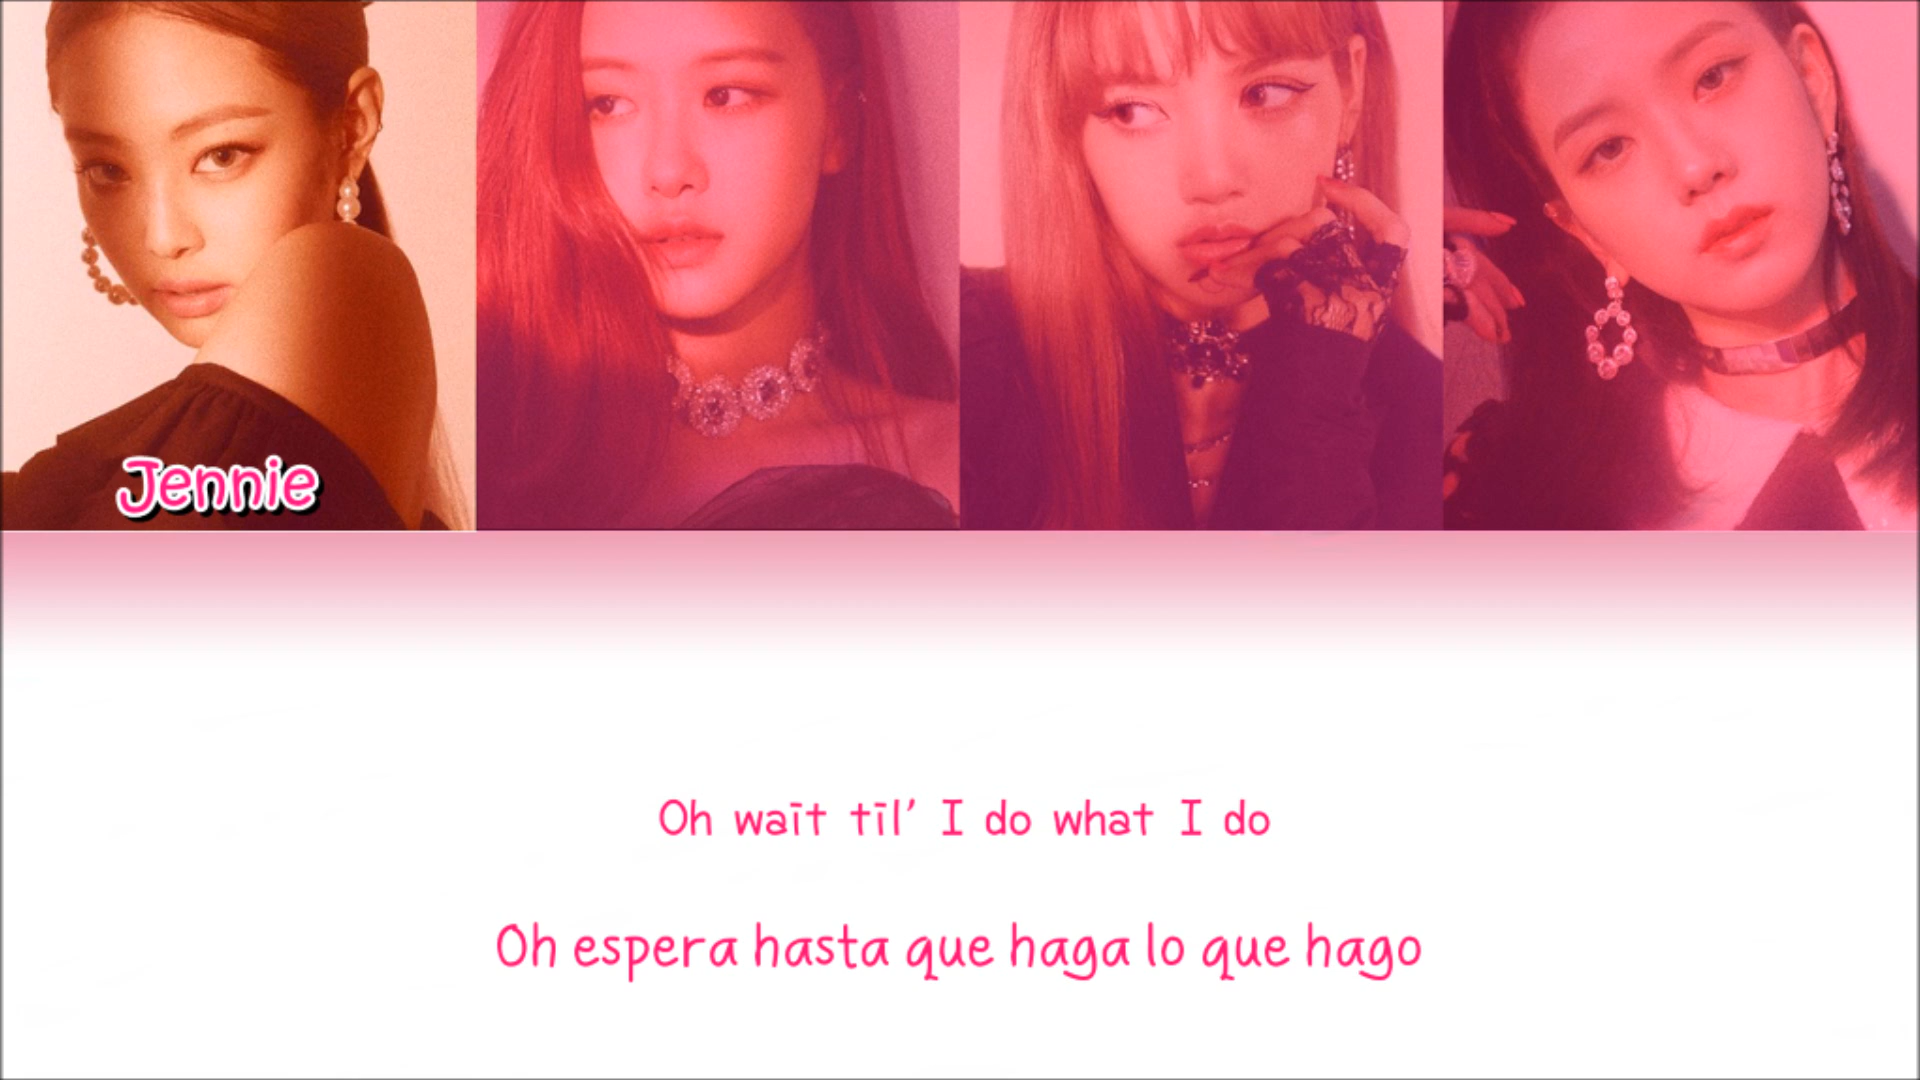 Jennie
Oh wait til' I do what I do
Oh espera hasta que haga lo que hago